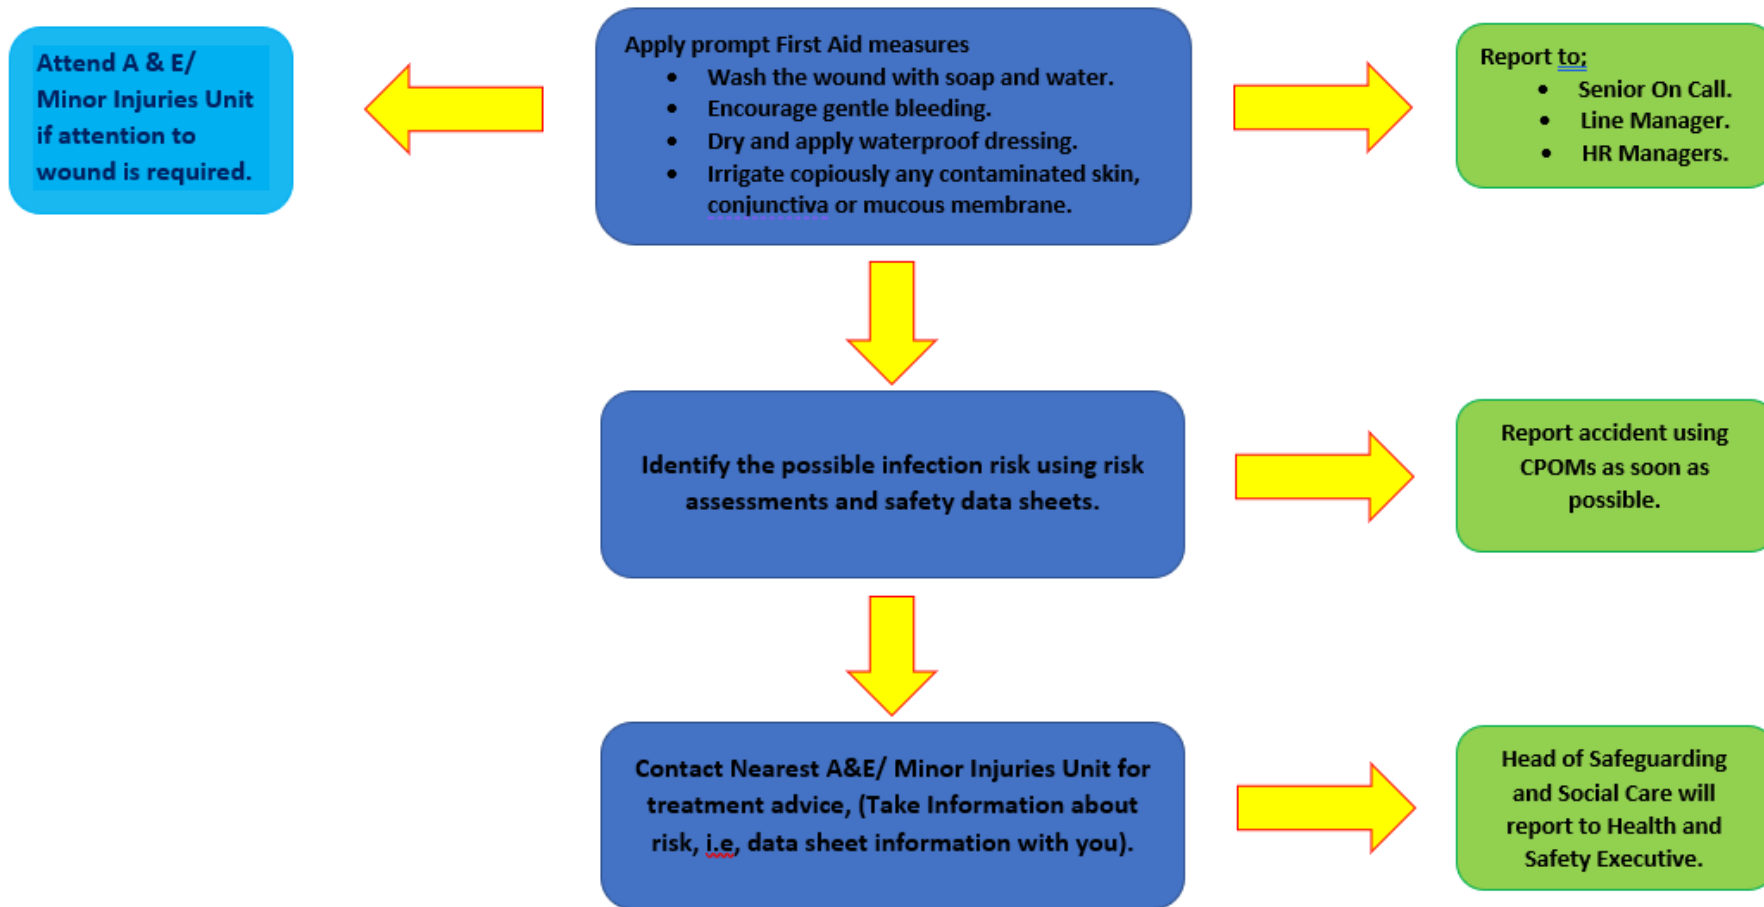 Attend A & E/
Minor Injuries Unit
if attention to
wound is required.
Apply prompt First Aid measures
• Wash the wound with soap and water.
• Encourage gentle bleeding.
• Dry and apply waterproof dressing.
• Irrigate copiously any contaminated skin,
conjunctiva or mucous membrane.
Report to;
• Senior On Call.
• Line Manager.
• HR Managers.
Identify the possible infection risk using risk
assessments and safety data sheets.
Report accident using
CPOMs as soon as
possible.
Contact Nearest A&E/ Minor Injuries Unit for
treatment advice, (Take Information about
risk, i.e, data sheet information with you).
Head of Safeguarding
and Social Care will
report to Health and
Safety Executive.